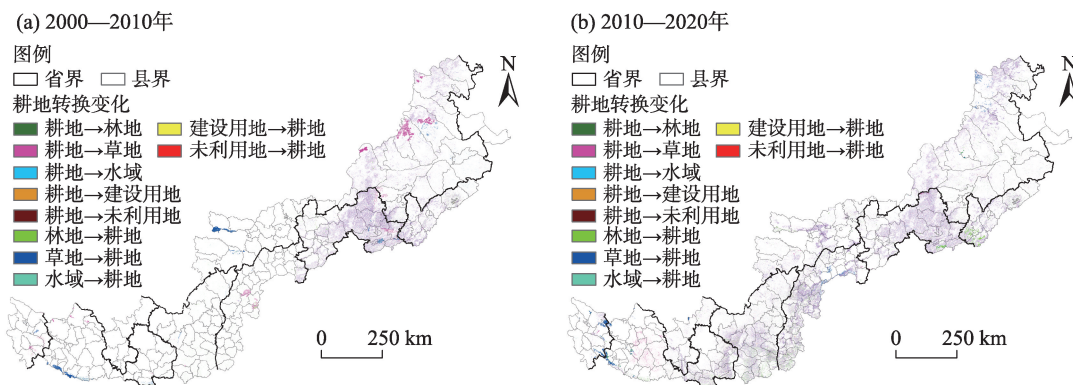 (a) 2000—2010年
图例
省界 县界
耕地转换变化
耕地→林地 建设用地→耕地
耕地→草地 未利用地→耕地
耕地→水域
耕地→建设用地
耕地→未利用地
林地→耕地
草地→耕地
水域→耕地
N
0 250 km
(b) 2010—2020年
图例
省界 县界
耕地转换变化
耕地→林地 建设用地→耕地
耕地→草地 未利用地→耕地
耕地→水域
耕地→建设用地
耕地→未利用地
林地→耕地
草地→耕地
水域→耕地
N
0 250 km